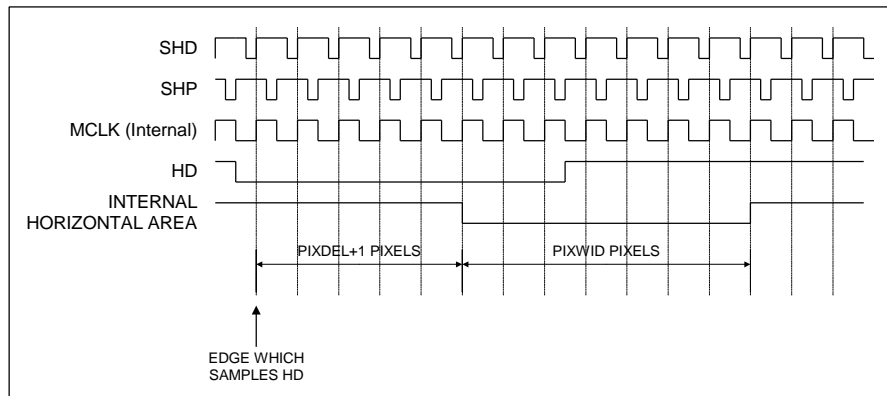 SHD
SHP
MCLK (Internal)
HD
INTERNAL
HORIZONTAL AREA
PIXDEL+1 PIXELS
PIXWID PIXELS
EDGE WHICH
SAMPLES HD